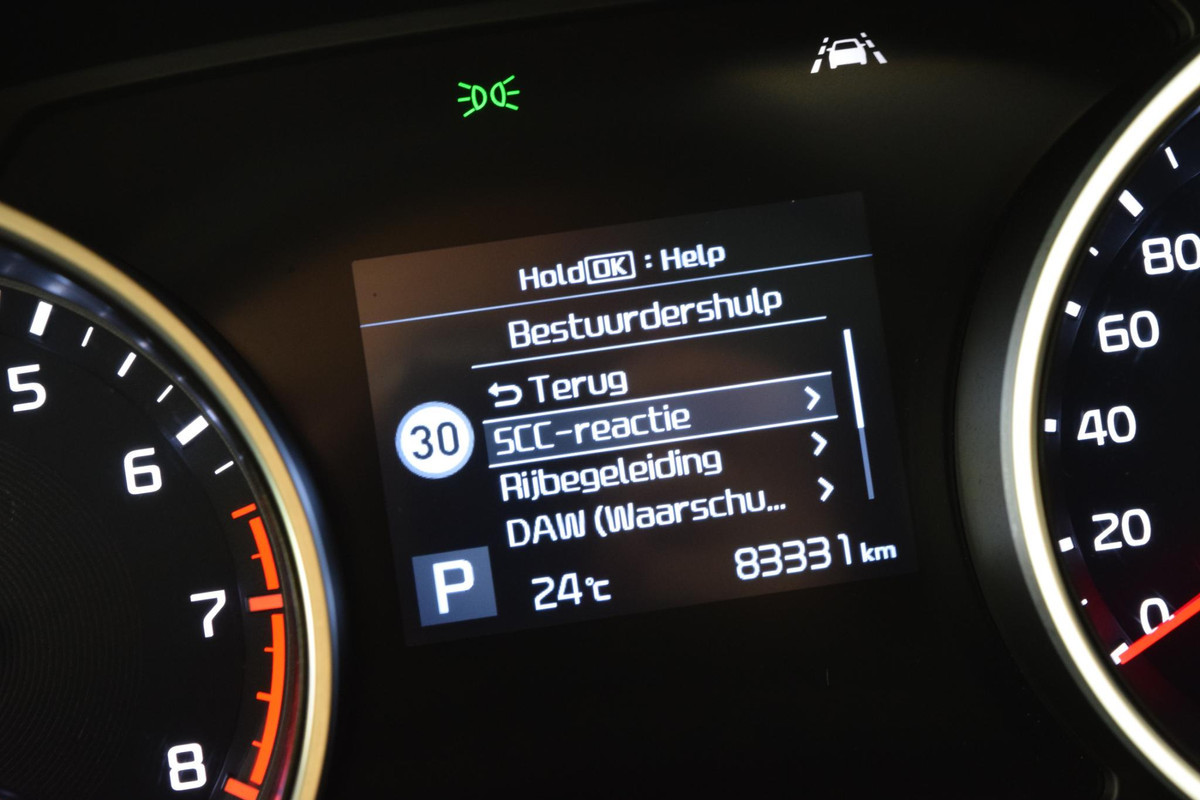 Hold OK : Help
Bestuurdershulp
Terug
SCC-reactie
30
Rijbegeleiding
DAW (Waarschu...
P
24°C
83331 km
5
6
7
8
80
60
40
20
0